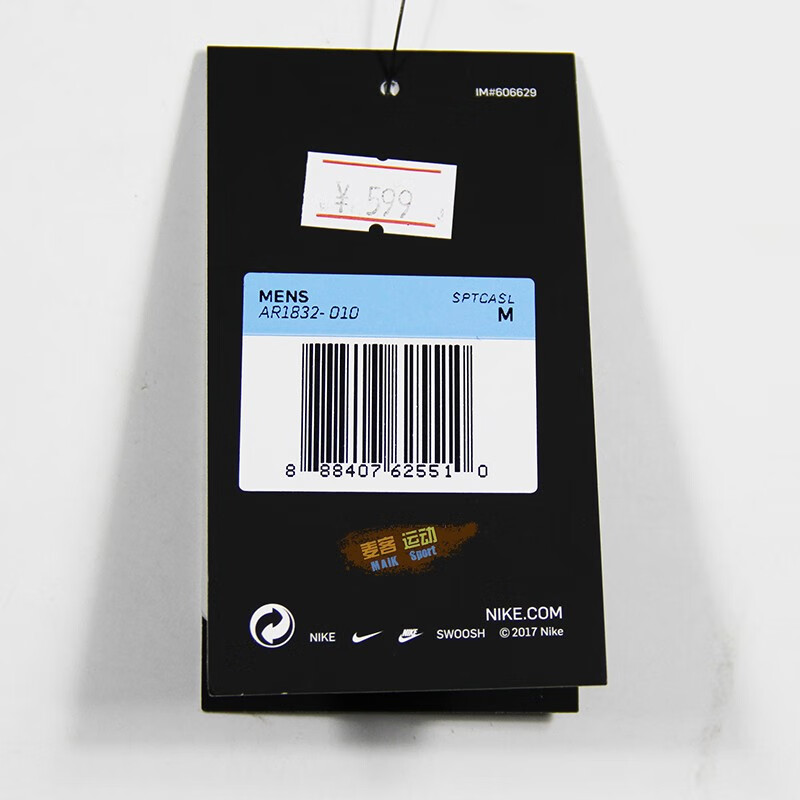 IM#606629
¥ 599
MENS
SPTCASL
AR1832- 010
M
8 88407 62551 0
麦客 运动
MAIK Sport
NIKE.COM
NIKE
NIKE
SWOOSH
© 2017 Nike